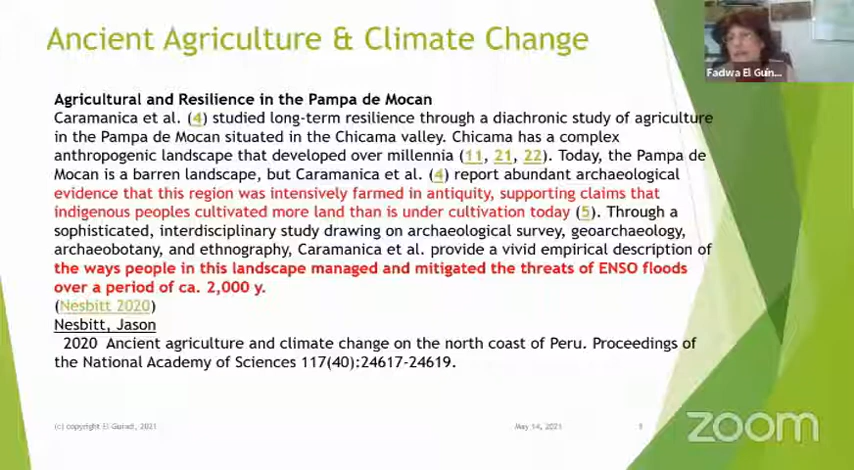 Ancient Agriculture & Climate Change
Fadwa El Guin...
Agricultural and Resilience in the Pampa de Mocan
Caramanica et al. (4) studied long-term resilience through a diachronic study of agriculture
in the Pampa de Mocan situated in the Chicama valley. Chicama has a complex
anthropogenic landscape that developed over millennia (11, 21, 22). Today, the Pampa de
Mocan is a barren landscape, but Caramanica et al. (4) report abundant archaeological
evidence that this region was intensively farmed in antiquity, supporting claims that
indigenous peoples cultivated more land than is under cultivation today (5). Through a
sophisticated, interdisciplinary study drawing on archaeological survey, geoarchaeology,
archaeobotany, and ethnography, Caramanica et al. provide a vivid empirical description of
the ways people in this landscape managed and mitigated the threats of ENSO floods
over a period of ca. 2,000 y.
(Nesbitt 2020)
Nesbitt, Jason
2020 Ancient agriculture and climate change on the north coast of Peru. Proceedings of
the National Academy of Sciences 117(40):24617-24619.
(c) copyright El Guindi, 2021
May 14, 2021
zoom